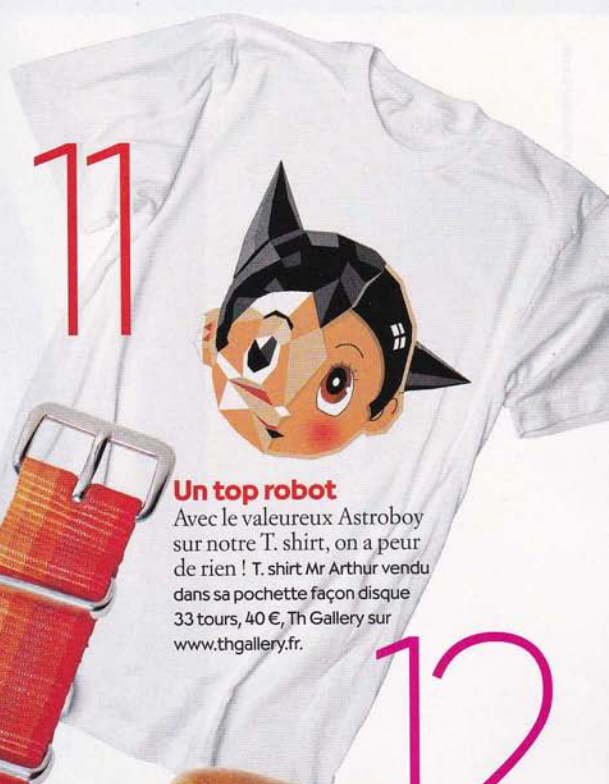 11
Un top robot
Avec le valeureux Astroboy
sur notre T. shirt, on a peur
de rien ! T. shirt Mr Arthur vendu
dans sa pochette façon disque
33 tours, 40 €, Th Gallery sur
www.thgallery.fr.
12